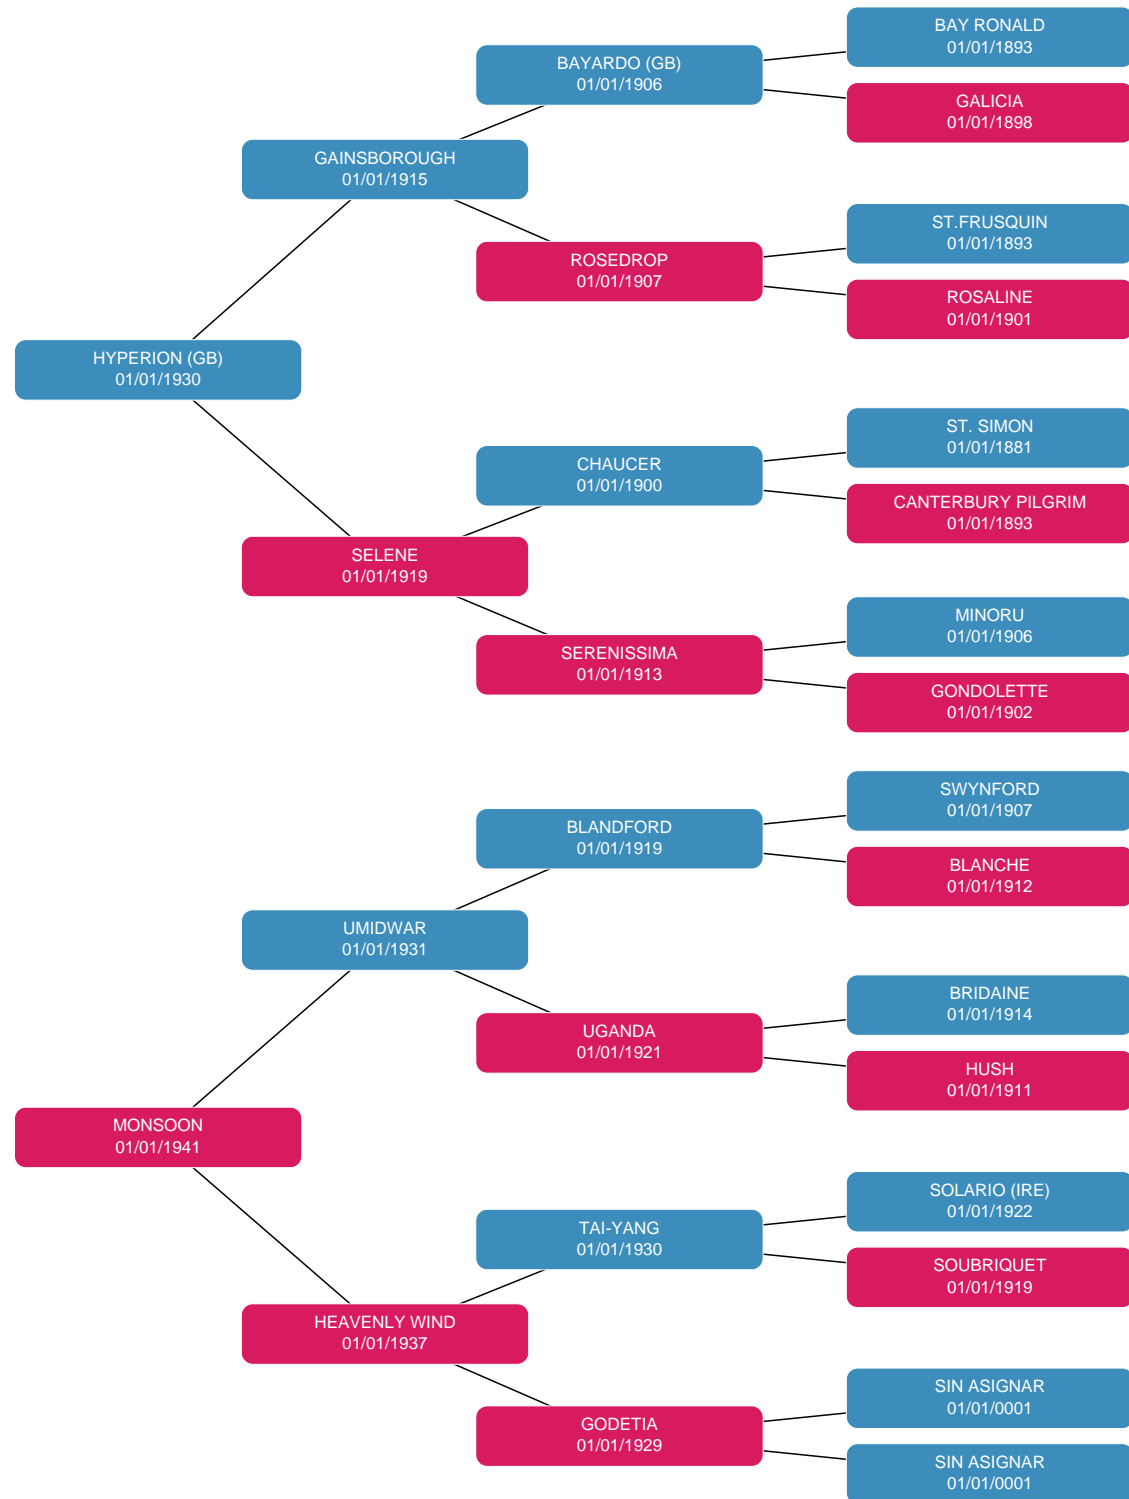 BAY RONALD
01/01/1893
BAYARDO (GB)
01/01/1906
GALICIA
01/01/1898
GAINSBOROUGH
01/01/1915
ST.FRUSQUIN
01/01/1893
ROSEDROP
01/01/1907
ROSALINE
01/01/1901
HYPERION (GB)
01/01/1930
ST. SIMON
01/01/1881
CHAUCER
01/01/1900
CANTERBURY PILGRIM
01/01/1893
SELENE
01/01/1919
MINORU
01/01/1906
SERENISSIMA
01/01/1913
GONDOLETTE
01/01/1902
SWYNFORD
01/01/1907
BLANDFORD
01/01/1919
BLANCHE
01/01/1912
UMIDWAR
01/01/1931
BRIDAINE
01/01/1914
UGANDA
01/01/1921
HUSH
01/01/1911
MONSOON
01/01/1941
SOLARIO (IRE)
01/01/1922
TAI-YANG
01/01/1930
SOUBRIQUET
01/01/1919
HEAVENLY WIND
01/01/1937
SIN ASIGNAR
01/01/0001
GODETIA
01/01/1929
SIN ASIGNAR
01/01/0001